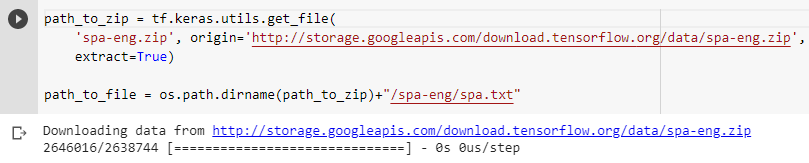 path_to_zip = tf.keras.utils.get_file(
    'spa-eng.zip', origin='http://storage.googleapis.com/download.tensorflow.org/data/spa-eng.zip',
    extract=True)
path_to_file = os.path.dirname(path_to_zip)+"/spa-eng/spa.txt"
Downloading data from http://storage.googleapis.com/download.tensorflow.org/data/spa-eng.zip
2646016/2638744 [==============================] - 0s 0us/step